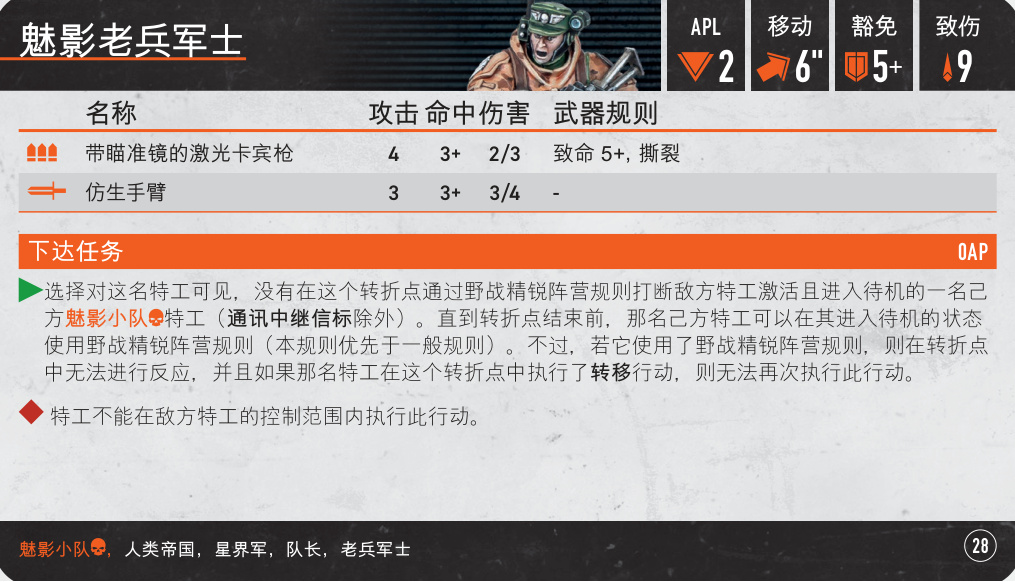 魅影老兵军士
APL 移动 豁免 致伤
2 6" 5+ 9
名称 攻击 命中 伤害 武器规则
带瞄准镜的激光卡宾枪 4 3+ 2/3 致命 5+, 撕裂
仿生手臂 3 3+ 3/4 -
下达任务 0AP
选择对这名特工可见，没有在这个转折点通过野战精锐阵营规则打断敌方特工激活且进入待机的一名己
方魅影小队特工（通讯中继信标除外）。直到转折点结束前，那名己方特工可以在其进入待机的状态
使用野战精锐阵营规则（本规则优先于一般规则）。不过，若它使用了野战精锐阵营规则，则在转折点
中无法进行反应，并且如果那名特工在这个转折点中执行了转移行动，则无法再次执行此行动。
特工不能在敌方特工的控制范围内执行此行动。
魅影小队，人类帝国，星界军，队长，老兵军士
28